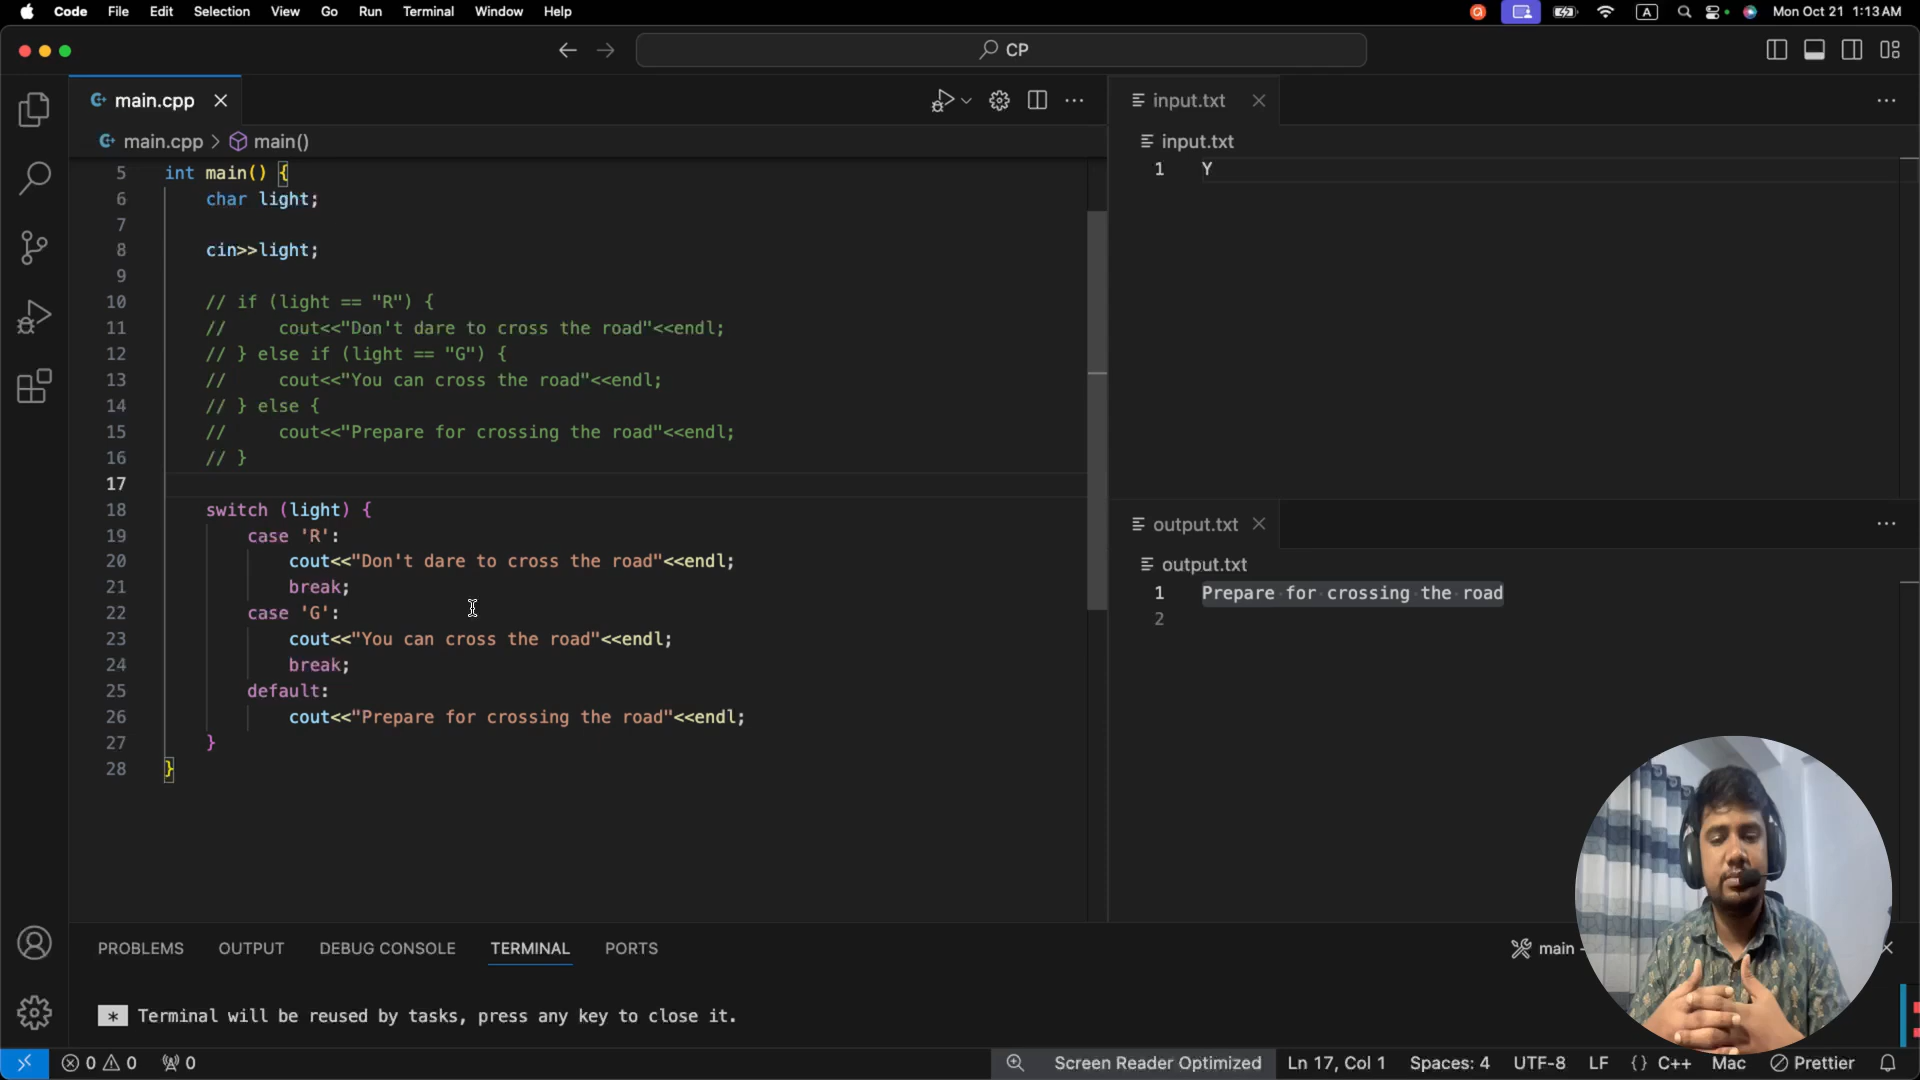 Code File Edit Selection View Go Run Terminal Window Help A Mon Oct 21 1:13 AM
CP
main.cpp
main.cpp > main()
5 int main() {
6 char light;
7
8 cin>>light;
9
10 // if (light == "R") {
11 // cout<<"Don't dare to cross the road"<<endl;
12 // } else if (light == "G") {
13 // cout<<"You can cross the road"<<endl;
14 // } else {
15 // cout<<"Prepare for crossing the road"<<endl;
16 // }
17
18 switch (light) {
19 case 'R':
20 cout<<"Don't dare to cross the road"<<endl;
21 break;
22 case 'G':
23 cout<<"You can cross the road"<<endl;
24 break;
25 default:
26 cout<<"Prepare for crossing the road"<<endl;
27 }
28 }
input.txt
input.txt
1 Y
output.txt
output.txt
1 Prepare for crossing the road
2
PROBLEMS OUTPUT DEBUG CONSOLE TERMINAL PORTS main -
* Terminal will be reused by tasks, press any key to close it.
0 0 0 Screen Reader Optimized Ln 17, Col 1 Spaces: 4 UTF-8 LF {} C++ Mac Prettier